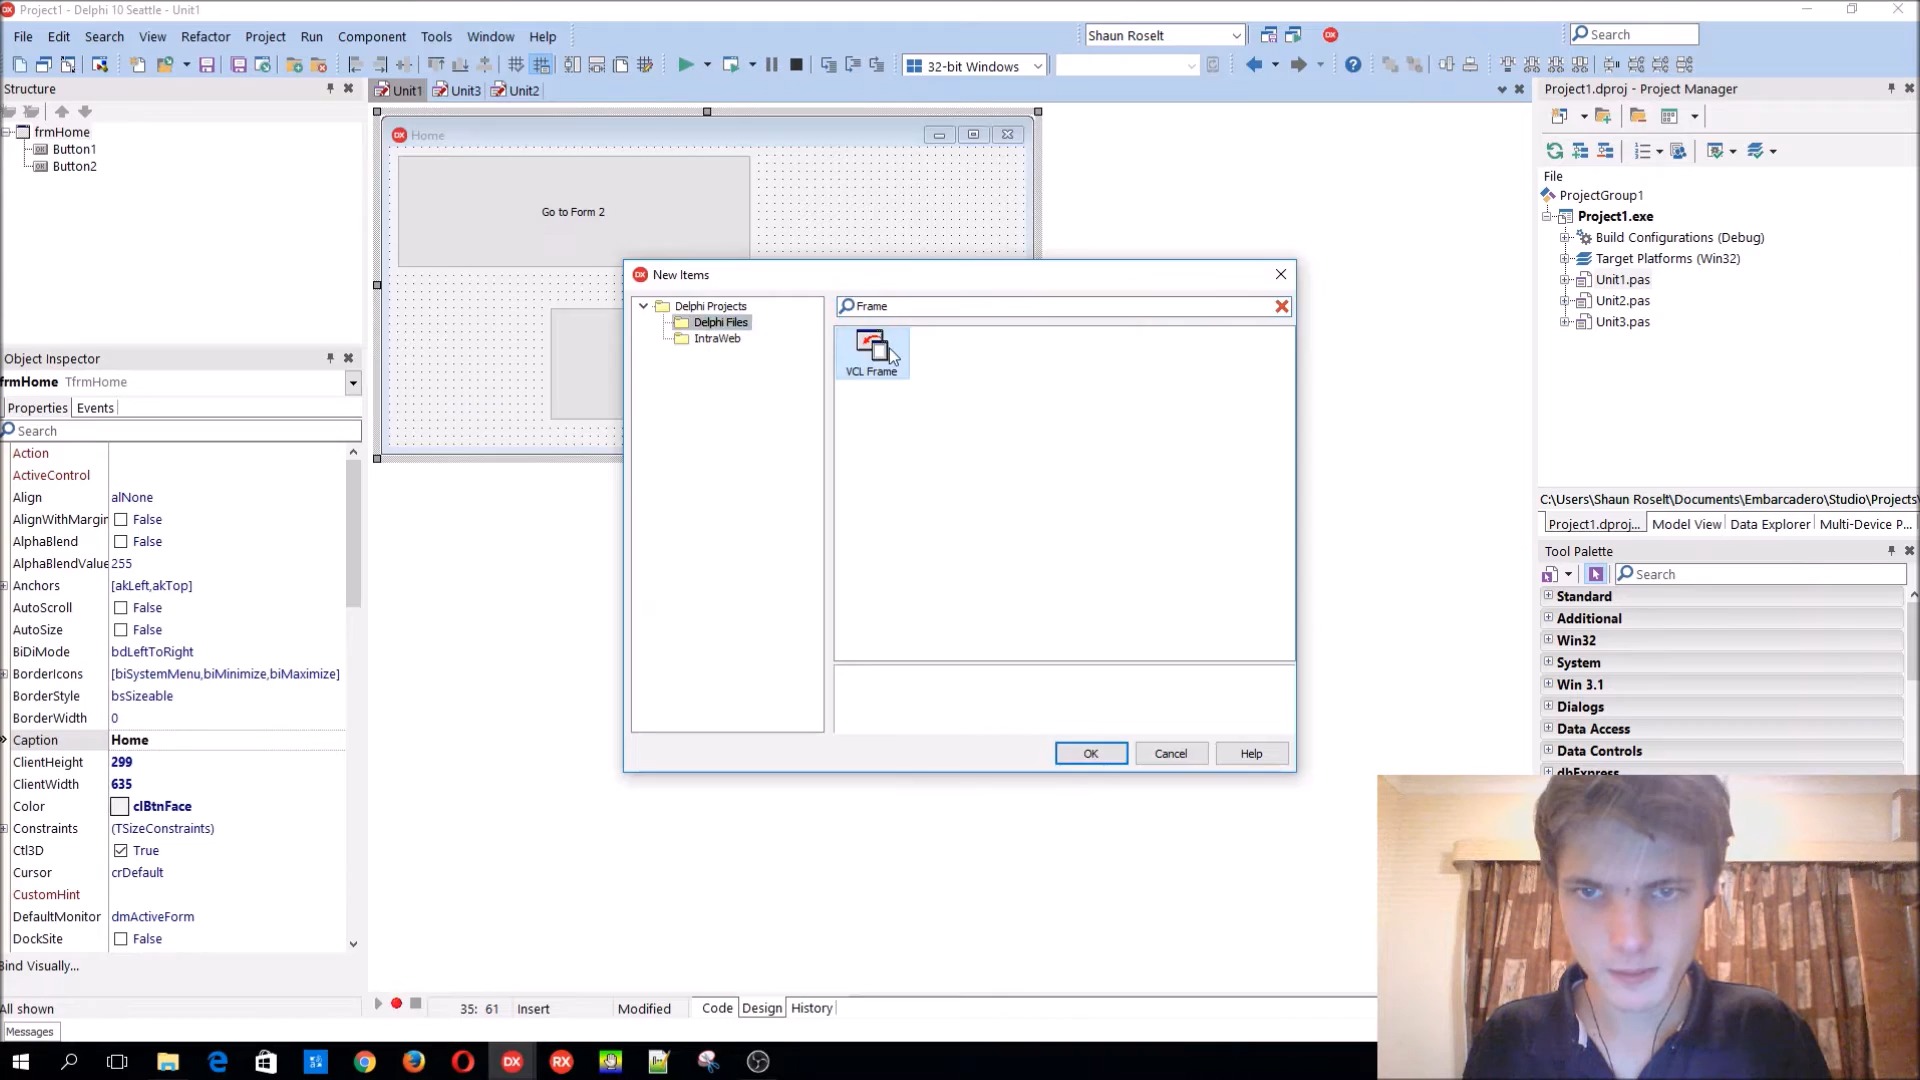 Project1 - Delphi 10 Seattle - Unit1
File Edit Search View Refactor Project Run Component Tools Window Help
Shaun Roselt
Search
32-bit Windows
Structure
frmHome
Button1
Button2
Unit1 Unit3 Unit2
Home
Go to Form 2
New Items
Delphi Projects
Delphi Files
IntraWeb
Frame
VCL Frame
OK Cancel Help
Object Inspector
frmHome TfrmHome
Properties Events
Search
Action
ActiveControl
Align alNone
AlignWithMargin False
AlphaBlend False
AlphaBlendValue 255
Anchors [akLeft,akTop]
AutoScroll False
AutoSize False
BiDiMode bdLeftToRight
BorderIcons [biSystemMenu,biMinimize,biMaximize]
BorderStyle bsSizeable
BorderWidth 0
Caption Home
ClientHeight 299
ClientWidth 635
Color clBtnFace
Constraints (TSizeConstraints)
Ctl3D True
Cursor crDefault
CustomHint
DefaultMonitor dmActiveForm
DockSite False
Bind Visually...
All shown
Messages
35: 61 Insert Modified Code Design History
Project1.dproj - Project Manager
File
ProjectGroup1
Project1.exe
Build Configurations (Debug)
Target Platforms (Win32)
Unit1.pas
Unit2.pas
Unit3.pas
C:\Users\Shaun Roselt\Documents\Embarcadero\Studio\Projects\
Project1.dproj... Model View Data Explorer Multi-Device P...
Tool Palette
Search
Standard
Additional
Win32
System
Win 3.1
Dialogs
Data Access
Data Controls
dbExpress
DX
RX